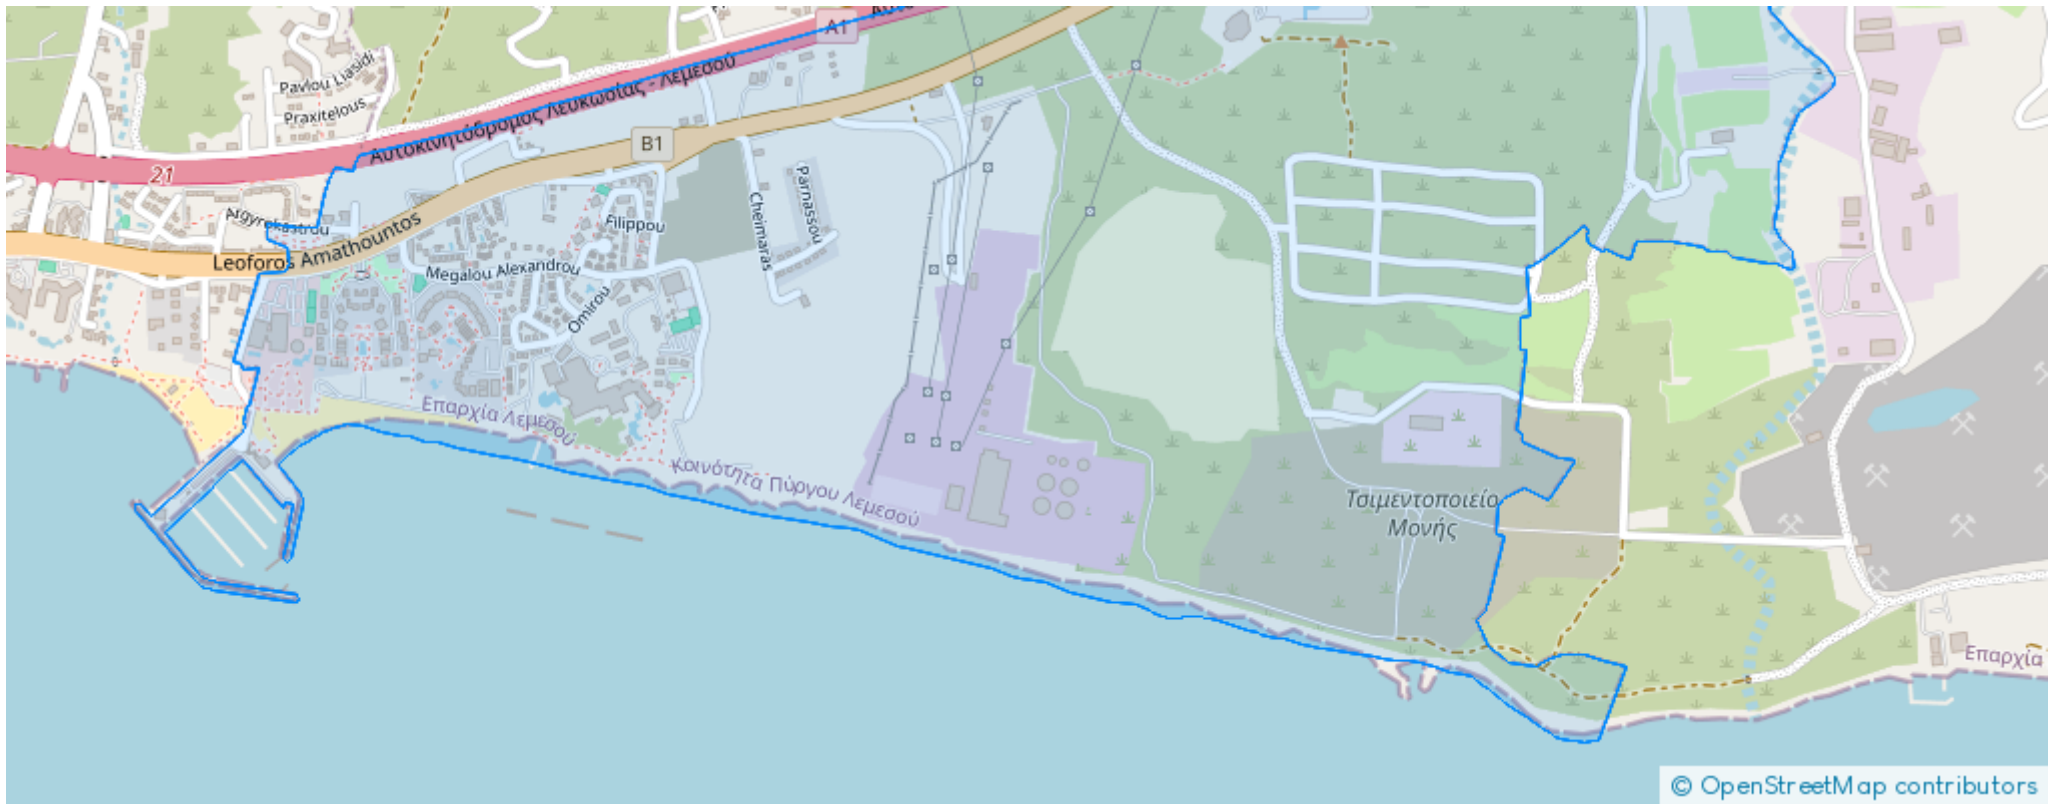 A1
Pavlou Liasidi
Praxitelous
Αυτοκινητόδρομος Λευκωσίας - Λεμεσού
B1
21
Argyrokastrou
Leoforos Amathountos
Filippou
Parnassou
Cheimaras
Megalou Alexandrou
Omirou
Επαρχία Λεμεσού
Κοινότητα Πύργου Λεμεσού
Τσιμεντοποιείο
Μονής
Επαρχία
© OpenStreetMap contributors